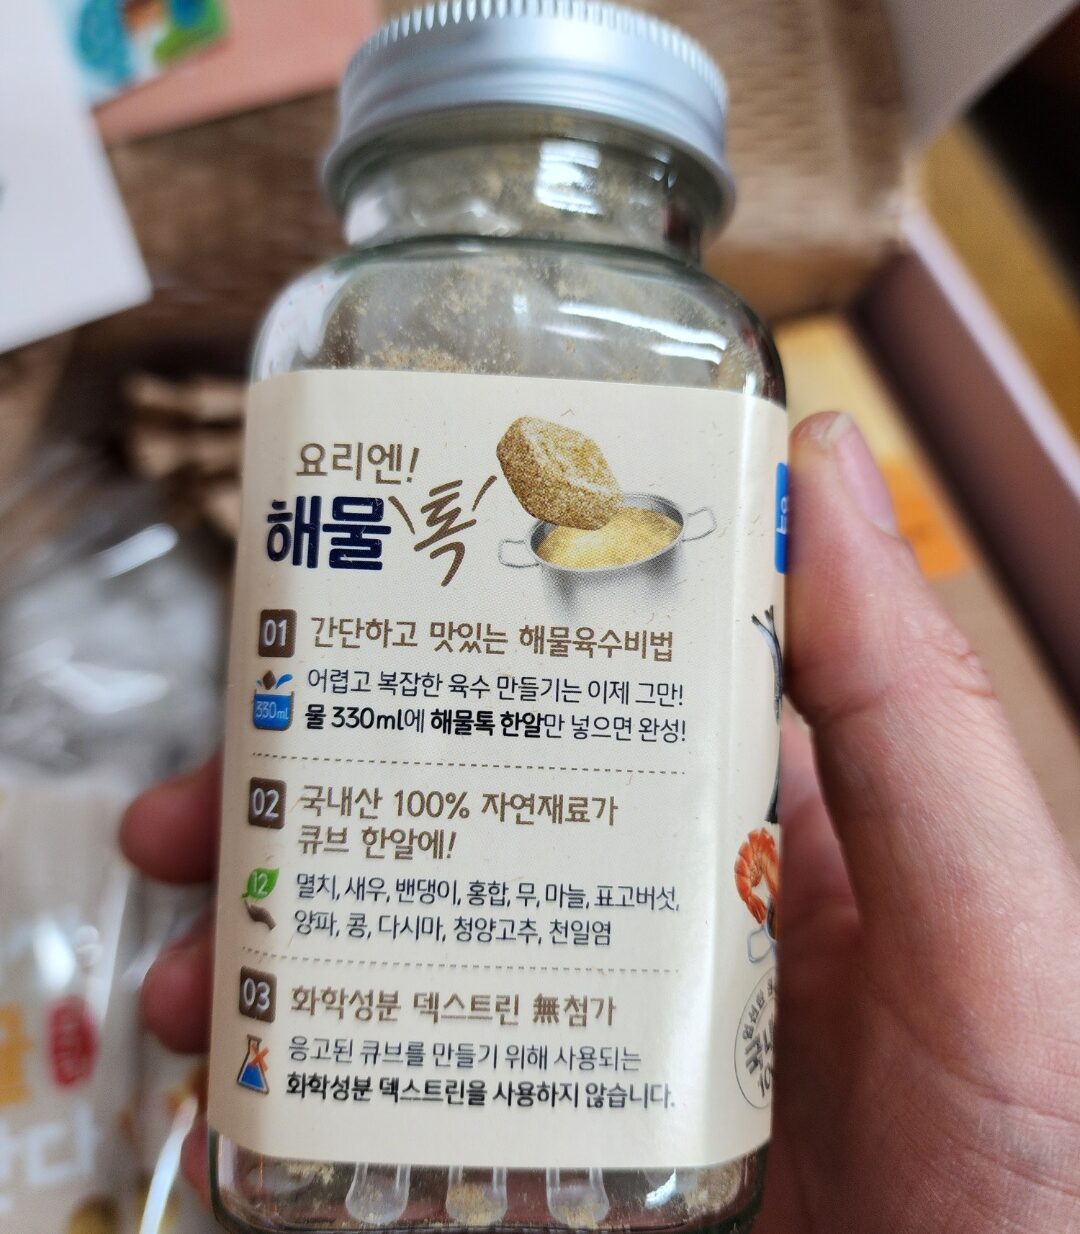 요리엔!
해물톡
01 간단하고 맛있는 해물육수비법
330ml
어렵고 복잡한 육수 만들기는 이제 그만!
물 330ml에 해물톡 한알만 넣으면 완성!
02 국내산 100% 자연재료가
큐브 한알에!
12
멸치, 새우, 밴댕이, 홍합, 무, 마늘, 표고버섯,
양파, 콩, 다시마, 청양고추, 천일염
03 화학성분 덱스트린 無첨가
응고된 큐브를 만들기 위해 사용되는
화학성분 덱스트린을 사용하지 않습니다.